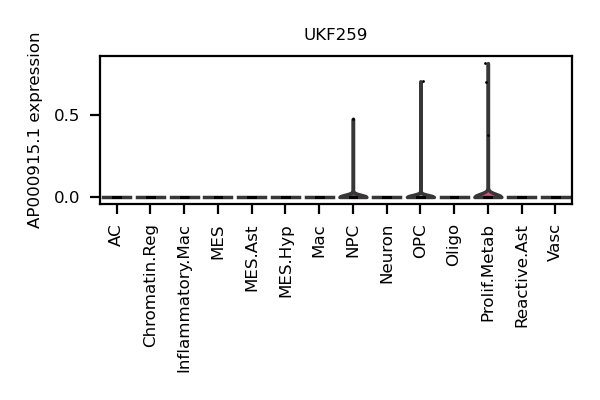 UKF259
AP000915.1 expression
0.5
0.0
AC
Chromatin.Reg
Inflammatory.Mac
MES
MES.Ast
MES.Hyp
Mac
NPC
Neuron
OPC
Oligo
Prolif.Metab
Reactive.Ast
Vasc